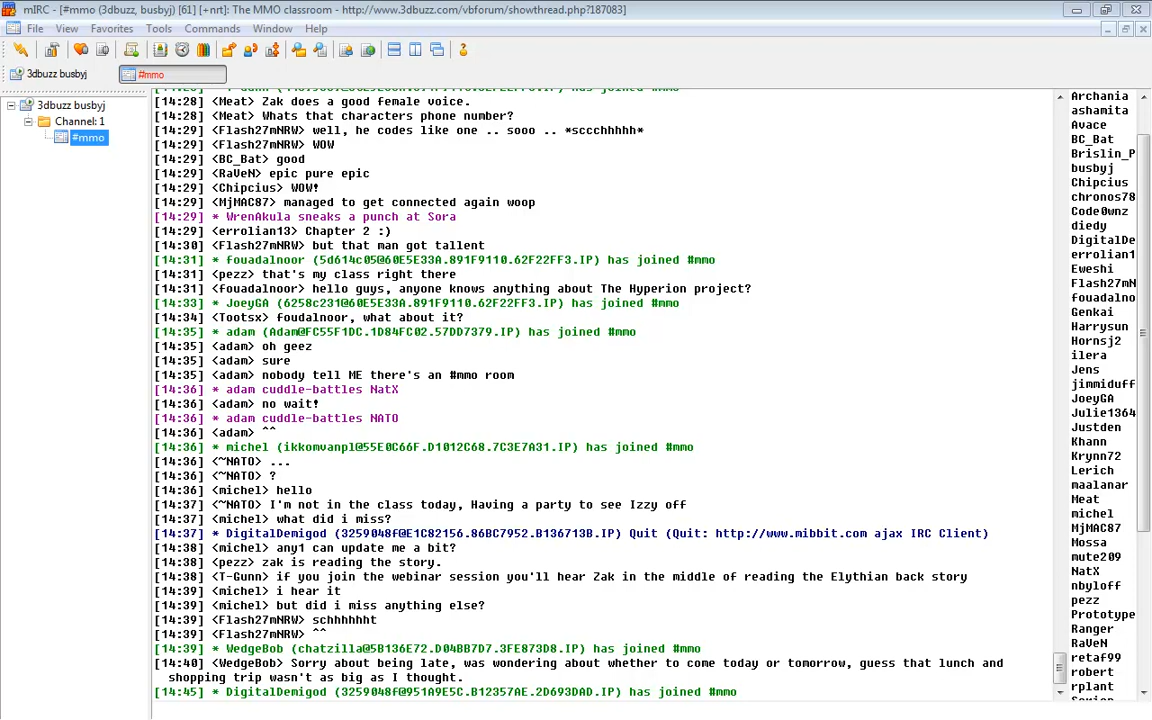 mIRC - [#mmo (3dbuzz, busbyj) [61] [+nrt]: The MMO classroom - http://www.3dbuzz.com/vbforum/showthread.php?187083]
File View Favorites Tools Commands Window Help
3dbuzz busbyj #mmo
3dbuzz busbyj
Channel: 1
#mmo
[14:28] <Meat> Zak does a good female voice.
[14:28] <Meat> Whats that characters phone number?
[14:29] <Flash27mNRW> well, he codes like one .. sooo .. *sccchhhhh*
[14:29] <Flash27mNRW> WOW
[14:29] <BC_Bat> good
[14:29] <RaVeN> epic pure epic
[14:29] <Chipcius> WOW!
[14:29] <MjMAC87> managed to get connected again woop
[14:29] * WrenAkula sneaks a punch at Sora
[14:29] <errolian13> Chapter 2 :)
[14:30] <Flash27mNRW> but that man got tallent
[14:31] * fouadalnoor (5d614c05@60E5E33A.891F9110.62F22FF3.IP) has joined #mmo
[14:31] <pezz> that's my class right there
[14:31] <fouadalnoor> hello guys, anyone knows anything about The Hyperion project?
[14:33] * JoeyGA (6258c231@60E5E33A.891F9110.62F22FF3.IP) has joined #mmo
[14:34] <Tootsx> foudalnoor, what about it?
[14:35] * adam (Adam@FC55F1DC.1D84FC02.57DD7379.IP) has joined #mmo
[14:35] <adam> oh geez
[14:35] <adam> sure
[14:35] <adam> nobody tell ME there's an #mmo room
[14:36] * adam cuddle-battles NatX
[14:36] <adam> no wait!
[14:36] * adam cuddle-battles NATO
[14:36] <adam> ^^
[14:36] * michel (ikkomvanpl@55E0C66F.D1012C68.7C3E7A31.IP) has joined #mmo
[14:36] <~NATO> ...
[14:36] <~NATO> ?
[14:36] <michel> hello
[14:37] <~NATO> I'm not in the class today, Having a party to see Izzy off
[14:37] <michel> what did i miss?
[14:37] * DigitalDemigod (3259048f@E1C82156.86BC7952.B136713B.IP) Quit (Quit: http://www.mibbit.com ajax IRC Client)
[14:38] <michel> any1 can update me a bit?
[14:38] <pezz> zak is reading the story.
[14:38] <T-Gunn> if you join the webinar session you'll hear Zak in the middle of reading the Elythian back story
[14:39] <michel> i hear it
[14:39] <michel> but did i miss anything else?
[14:39] <Flash27mNRW> schhhhhht
[14:39] <Flash27mNRW> ^^
[14:39] * WedgeBob (chatzilla@5B136E72.D04BB7D7.3FE873D8.IP) has joined #mmo
[14:40] <WedgeBob> Sorry about being late, was wondering about whether to come today or tomorrow, guess that lunch and
shopping trip wasn't as big as I thought.
[14:45] * DigitalDemigod (3259048f@951A9E5C.B12357AE.2D693DAD.IP) has joined #mmo
Archania
ashamita
Avace
BC_Bat
Brislin_P
busbyj
Chipcius
chronos78
Code0wnz
diedy
DigitalDe
errolian1
Eweshi
Flash27mN
fouadalno
Genkai
Harrysun
Hornsj2
ilera
Jens
jimmiduff
JoeyGA
Julie1364
Justden
Khann
Krynn72
Lerich
maalanar
Meat
michel
MjMAC87
Mossa
mute209
NatX
nbyloff
pezz
Prototype
Ranger
RaVeN
retaf99
robert
rplant